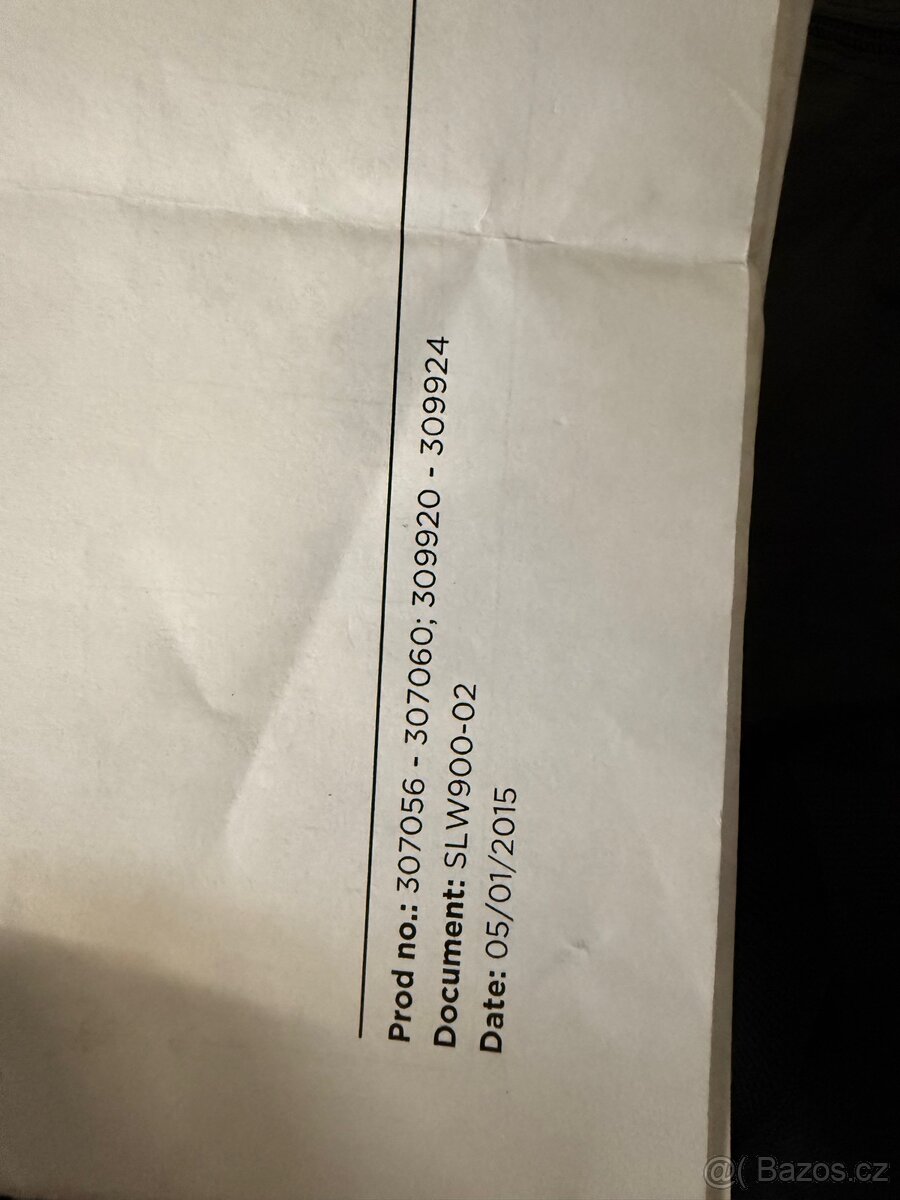 Prod no.: 307056 - 307060; 309920 - 309924
Document: SLW900-02
Date: 05/01/2015
@( Bazos.cz